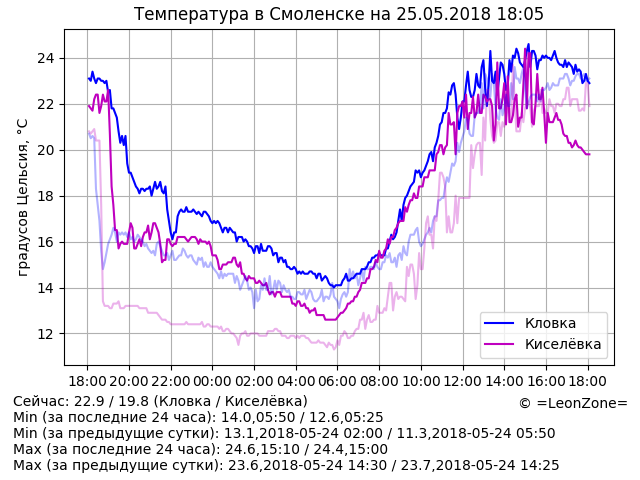 Температура в Смоленске на 25.05.2018 18:05
градусов Цельсия, °C
24
22
20
18
16
14
12
18:00 20:00 22:00 00:00 02:00 04:00 06:00 08:00 10:00 12:00 14:00 16:00 18:00
Кловка
Киселёвка
© =LeonZone=
Сейчас: 22.9 / 19.8 (Кловка / Киселёвка)
Min (за последние 24 часа): 14.0,05:50 / 12.6,05:25
Min (за предыдущие сутки): 13.1,2018-05-24 02:00 / 11.3,2018-05-24 05:50
Max (за последние 24 часа): 24.6,15:10 / 24.4,15:00
Max (за предыдущие сутки): 23.6,2018-05-24 14:30 / 23.7,2018-05-24 14:25